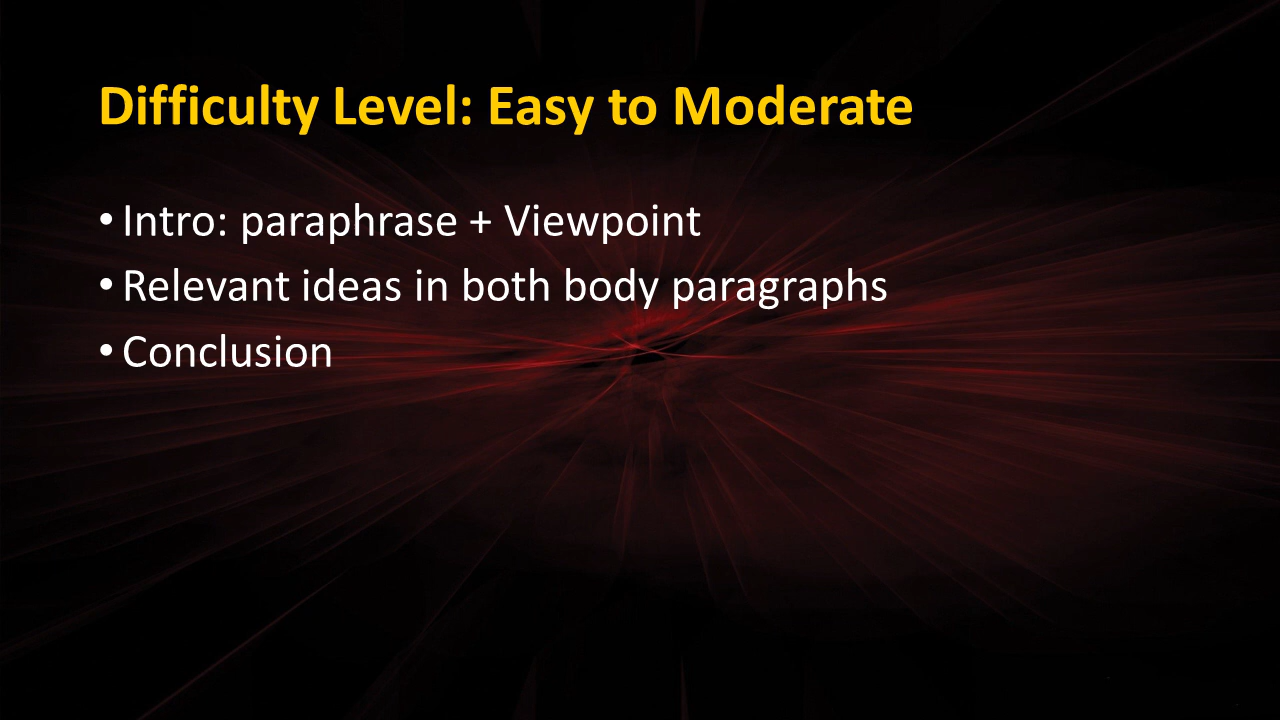 Difficulty Level: Easy to Moderate
• Intro: paraphrase + Viewpoint
• Relevant ideas in both body paragraphs
• Conclusion